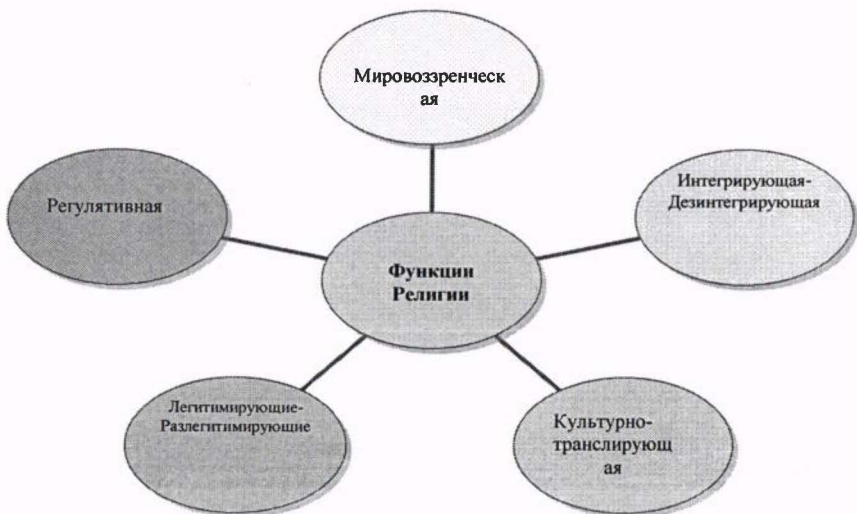 Мировоззренческ
ая
Интегрирующая-
Дезинтегрирующая
Регулятивная
Функции
Религии
Легитимирующие-
Разлегитимирующие
Культурно-
транслирующ
ая